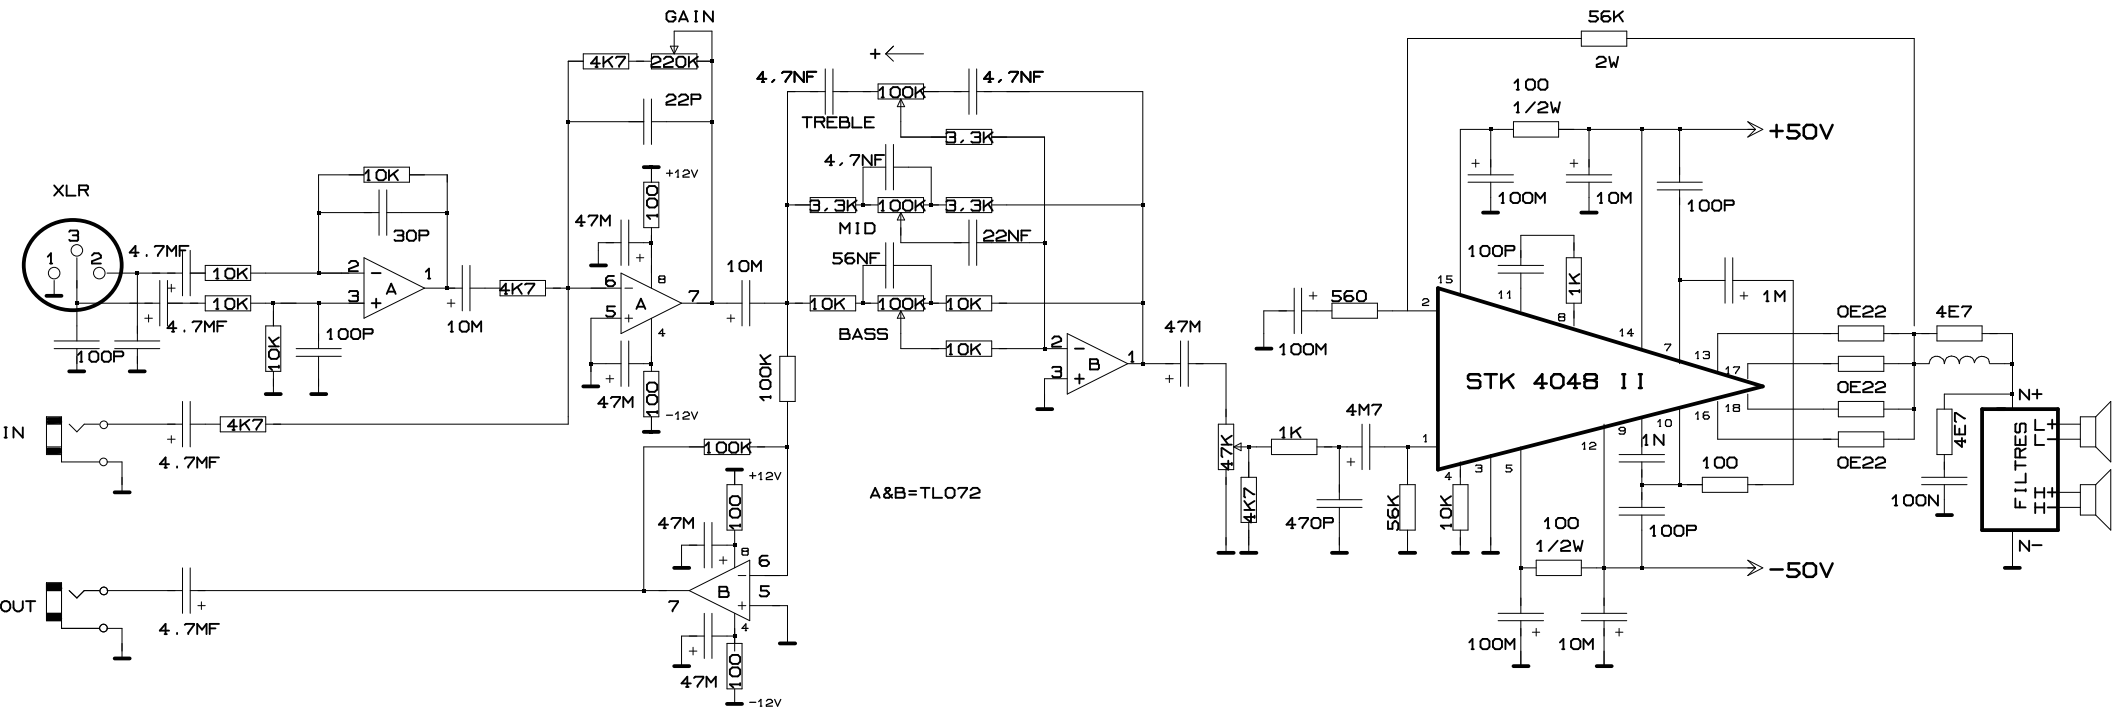 GAIN
4K7
220K
22P
+12V
100
47M
+
6
−
A
8
7
5
+
4
+
47M
100
−12V
XLR
3
1
2
10K
30P
4.7MF
+
10K
2
−
A
1
3
+
10K
+
4.7MF
100P
10K
100P
+
10M
4K7
IN
+
4.7MF
4K7
OUT
+
4.7MF
10M
+
100K
100K
+12V
100
47M
+
8
6
−
B
7
5
+
4
+
47M
100
−12V
+
4.7NF
100K
4.7NF
TREBLE
3.3K
4.7NF
3.3K
100K
3.3K
MID
22NF
56NF
10K
100K
10K
BASS
10K
2
−
B
1
3
+
A&B=TL072
47M
+
47K
4K7
1K
470P
4M7
+
56K
56K
2W
100
1/2W
+50V
+
100M
+
10M
100P
100P
1K
15
11
8
14
7
+
1M
+
560
100M
2
STK 4048 II
13
17
18
16
10
9
12
1
4
3
5
10K
1N
100
100P
100
1/2W
−50V
+
100M
+
10M
0E22
0E22
0E22
0E22
4E7
4E7
100N
N+
FILTRES
L+
L−
H+
H−
N−